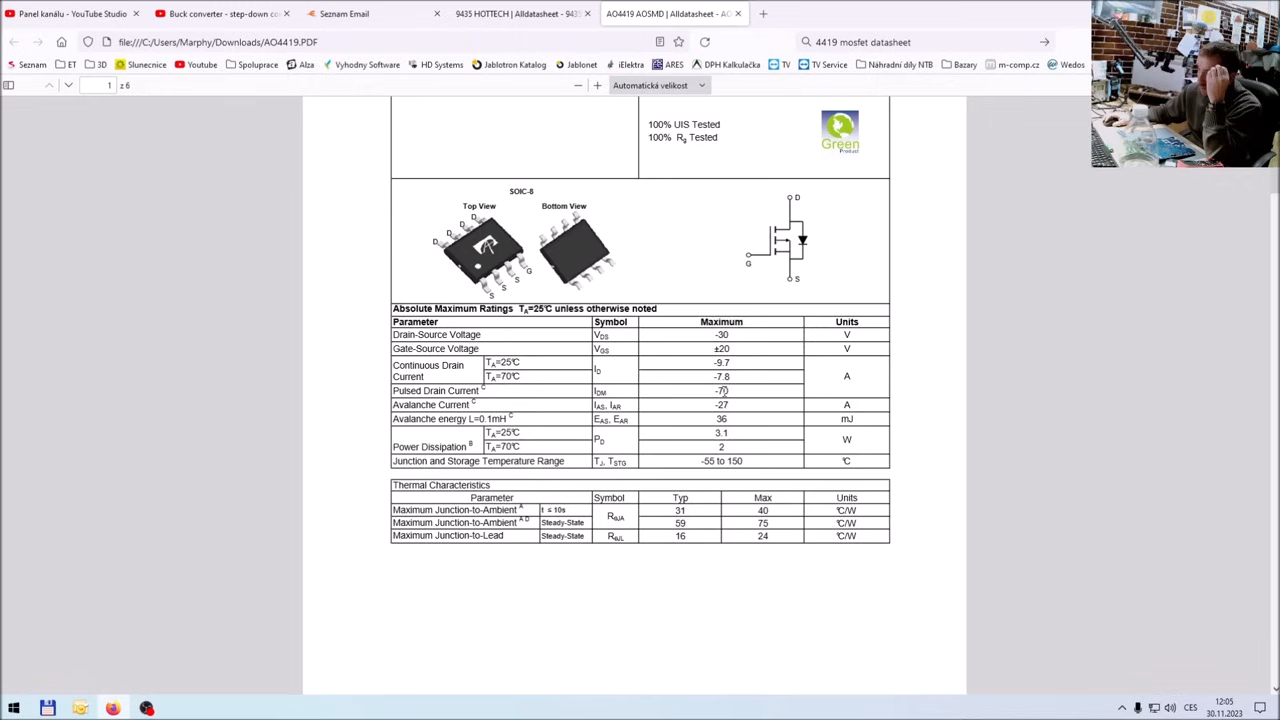 Panel kanálu - YouTube Studio
Buck converter - step-down co
Seznam Email
9435 HOTTECH | Alldatasheet - 943
AO4419 AOSMD | Alldatasheet - AO
file:///C:/Users/Marphy/Downloads/AO4419.PDF
4419 mosfet datasheet
Seznam
ET
3D
Slunecnice
Youtube
Spoluprace
Alza
Vyhodny Software
HD Systems
Jablotron Katalog
Jablonet
iElektra
ARES
DPH Kalkulačka
TV
TV Service
Náhradní díly NTB
Bazary
m-comp.cz
Wedos
1 z 6
Automatická velikost
100% UIS Tested
100% Rg Tested
Green
Product
SOIC-8
Top View Bottom View
D
D
D
D
G
S
S
S
D
G
S
Absolute Maximum Ratings TA=25℃ unless otherwise noted
Parameter Symbol Maximum Units
Drain-Source Voltage VDS -30 V
Gate-Source Voltage VGS ±20 V
Continuous Drain Current TA=25℃ ID -9.7 A
TA=70℃ -7.8
Pulsed Drain Current C IDM -70
Avalanche Current C IAS, IAR -27 A
Avalanche energy L=0.1mH C EAS, EAR 36 mJ
Power Dissipation B TA=25℃ PD 3.1 W
TA=70℃ 2
Junction and Storage Temperature Range TJ, TSTG -55 to 150 ℃
Thermal Characteristics
Parameter Symbol Typ Max Units
Maximum Junction-to-Ambient A t ≤ 10s RθJA 31 40 ℃/W
Maximum Junction-to-Ambient A D Steady-State 59 75 ℃/W
Maximum Junction-to-Lead Steady-State RθJL 16 24 ℃/W
CES
12:05
30.11.2023